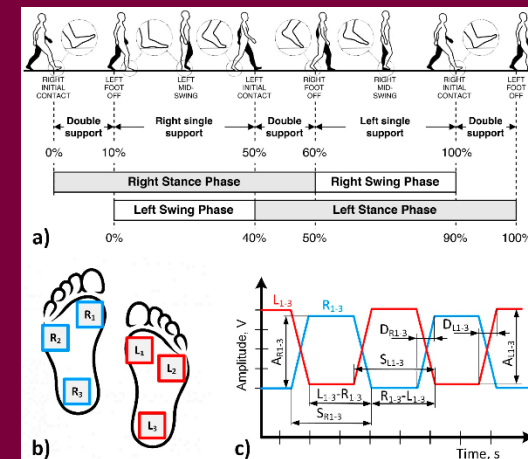 RIGHT INITIAL CONTACT
LEFT FOOT OFF
LEFT MID-SWING
LEFT INITIAL CONTACT
RIGHT FOOT OFF
RIGHT MID-SWING
RIGHT INITIAL CONTACT
LEFT FOOT OFF
Double support
Right single support
Double support
Left single support
Double support
0% 10% 50% 60% 100%
Right Stance Phase Right Swing Phase
Left Swing Phase Left Stance Phase
a) 0% 40% 50% 90% 100%
b)
R1
R2
R3
L1
L2
L3
c)
Amplitude, V
L1-3
R1-3
AR1-3
DR1-3
DL1-3
AL1-3
SL1-3
L1-3-R1-3
R1-3-L1-3
SR1-3
Time, s